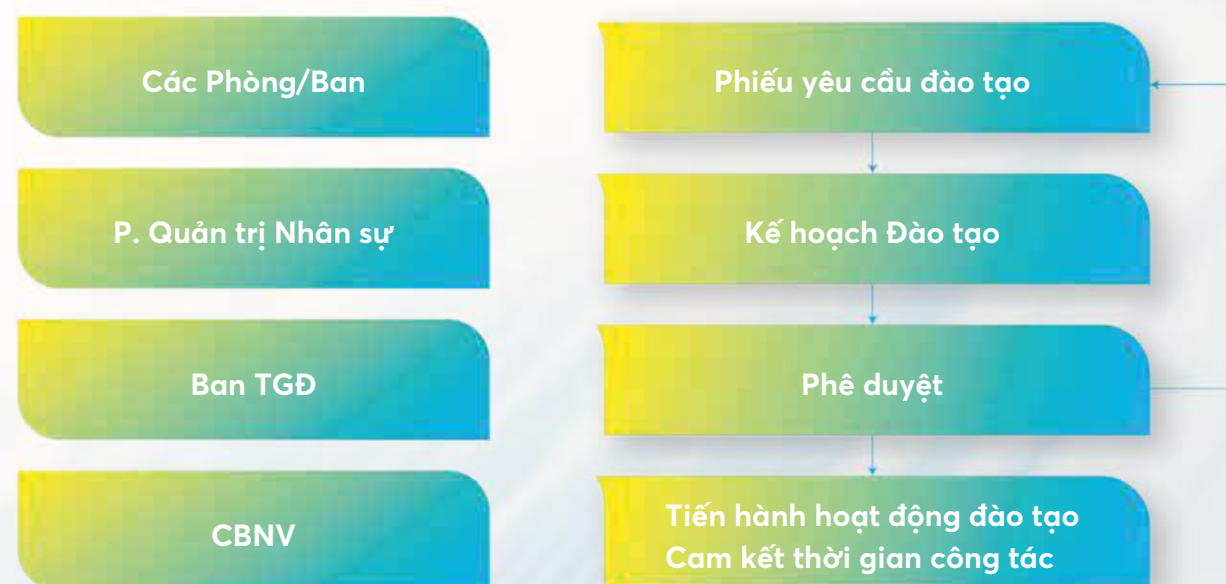 Các Phòng/Ban
Phiếu yêu cầu đào tạo
P. Quản trị Nhân sự
Kế hoạch Đào tạo
Ban TGĐ
Phê duyệt
CBNV
Tiến hành hoạt động đào tạo
Cam kết thời gian công tác